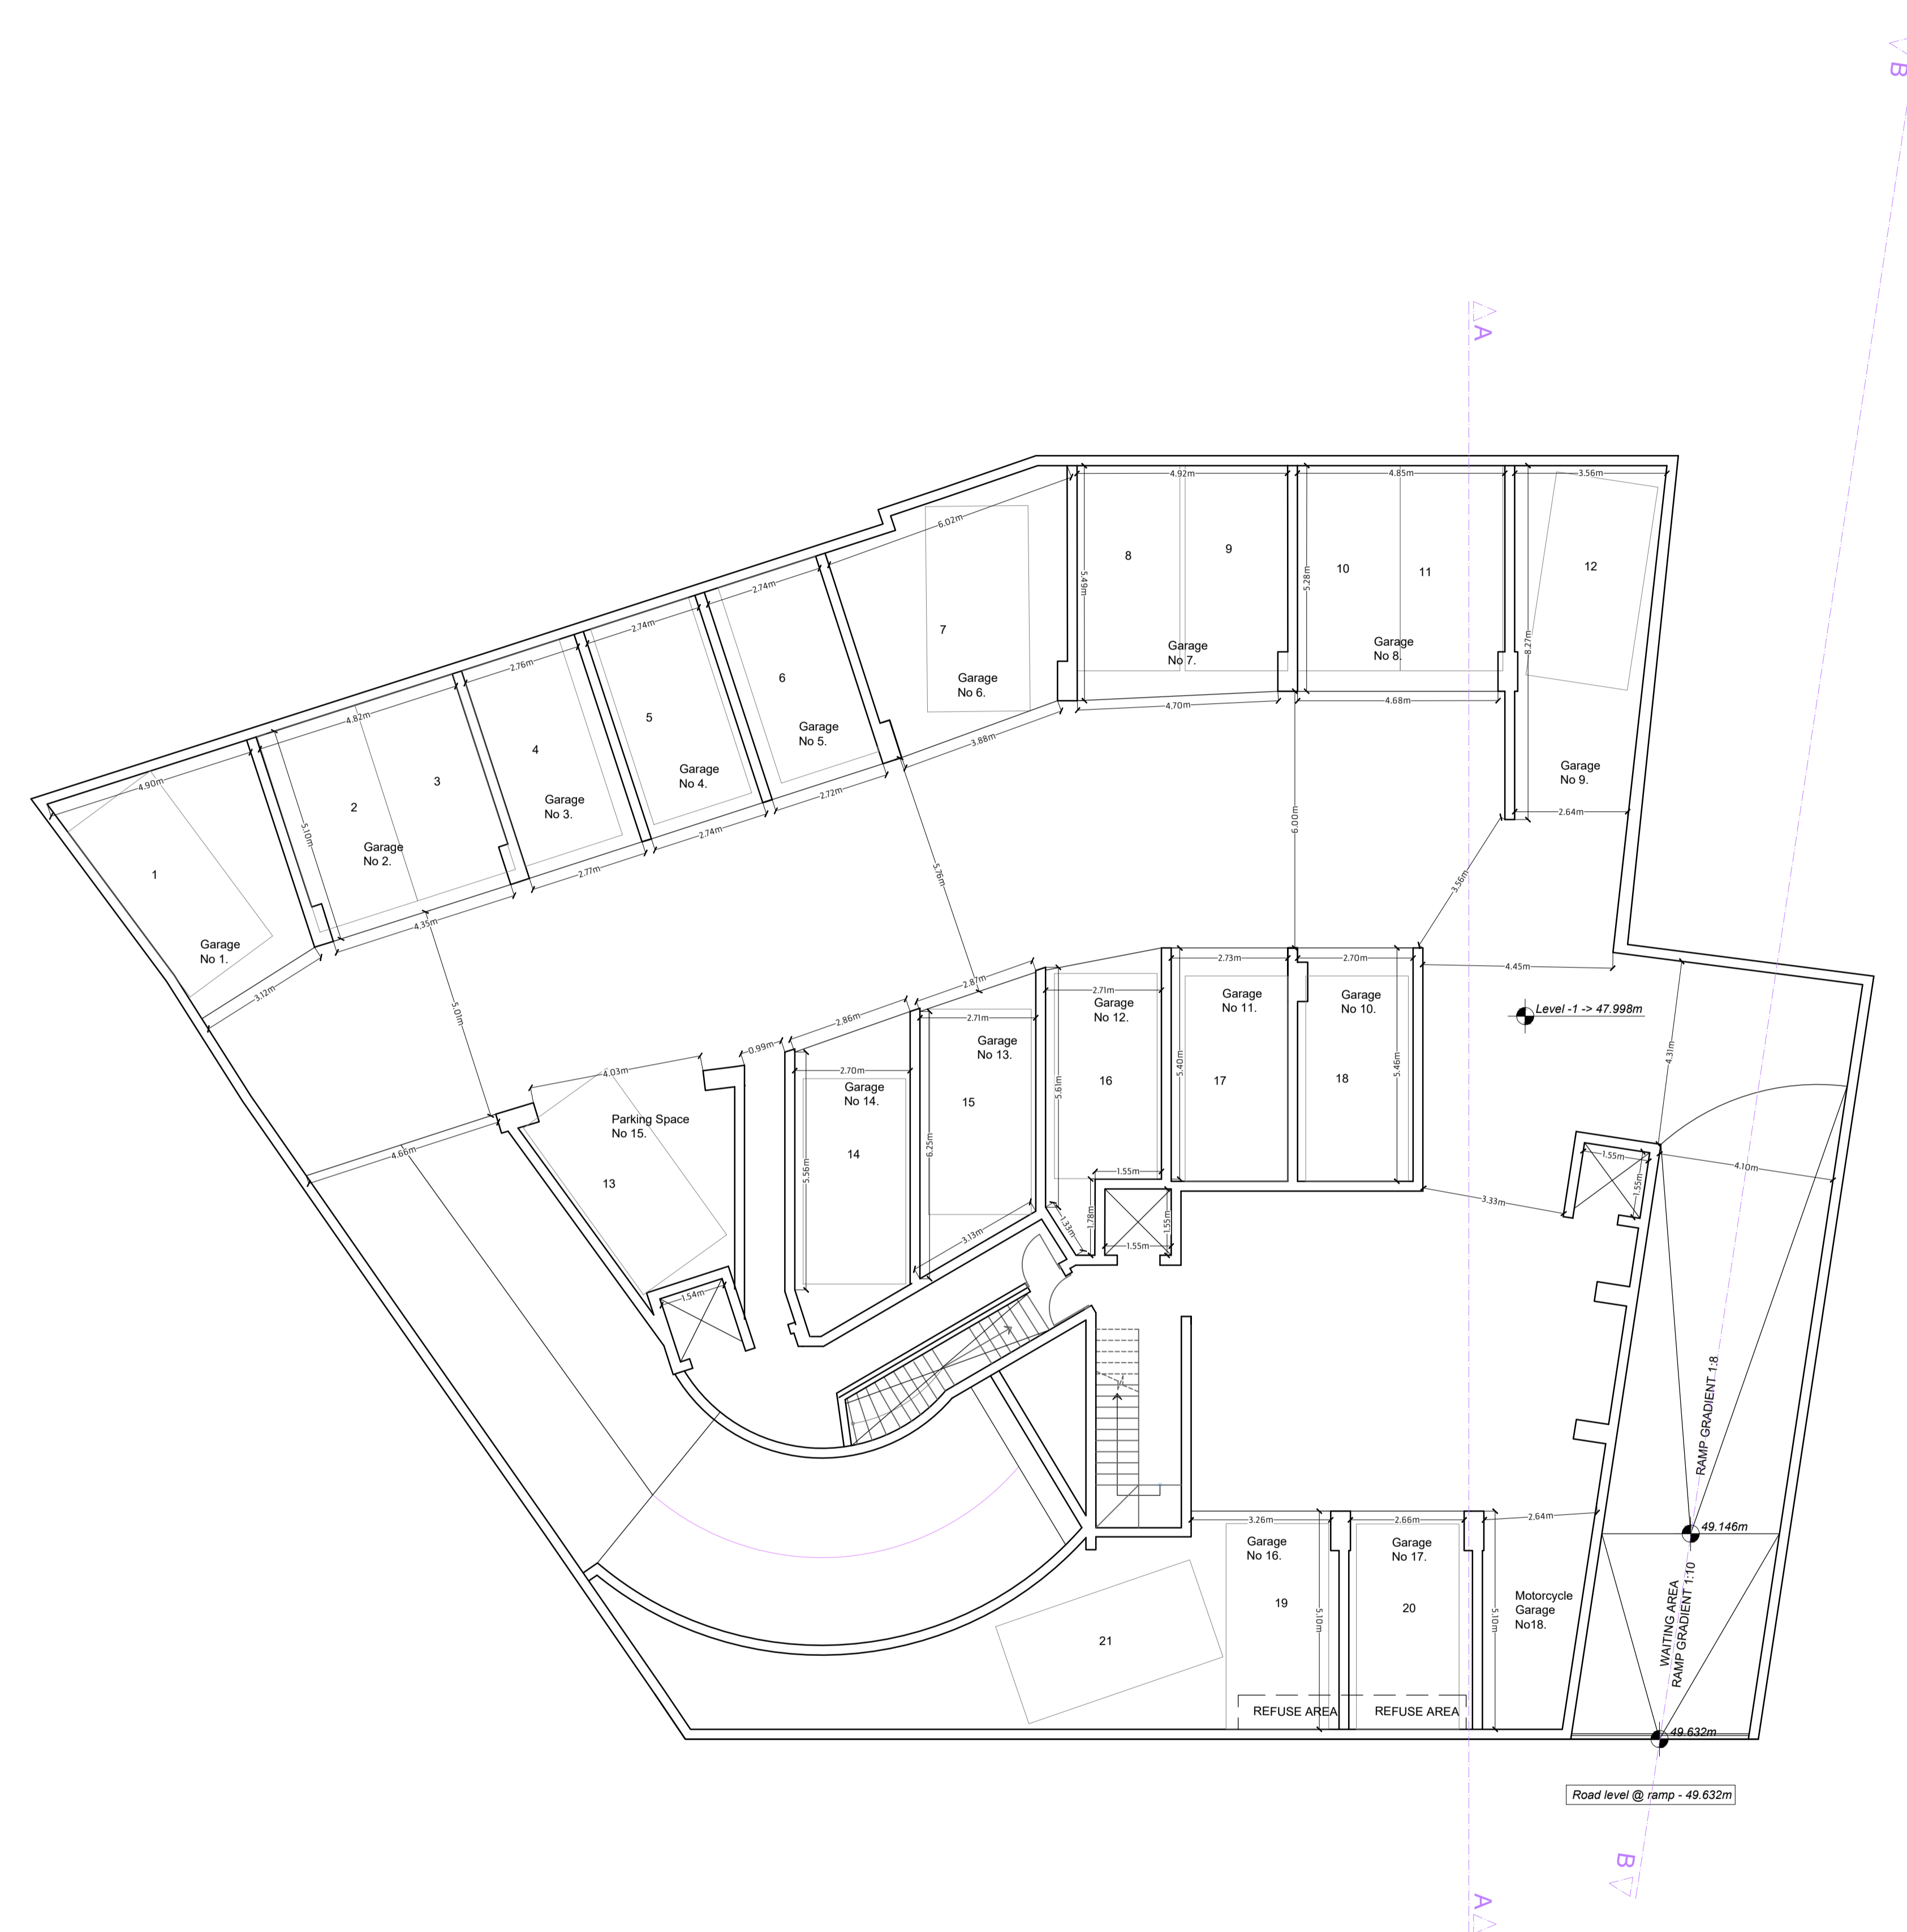 B
A
4.92m
4.85m
3.56m
6.02m
8
9
10
11
12
5.49m
5.28m
8.27m
2.74m
2.74m
2.76m
4.82m
4.90m
7
Garage
No 6.
Garage
No 7.
Garage
No 8.
Garage
No 9.
6
Garage
No 5.
5
Garage
No 4.
4
Garage
No 3.
2
3
Garage
No 2.
5.10m
1
Garage
No 1.
4.70m
4.68m
3.88m
2.72m
2.74m
2.77m
4.35m
3.12m
2.64m
6.00m
5.76m
3.56m
5.01m
4.45m
Level -1 -> 47.998m
4.31m
2.87m
2.86m
0.99m
4.03m
4.66m
2.73m
2.70m
2.71m
2.71m
2.70m
Garage
No 10.
Garage
No 11.
Garage
No 12.
Garage
No 13.
Garage
No 14.
Parking Space
No 15.
13
14
15
16
17
18
5.56m
6.25m
5.61m
5.40m
5.46m
1.55m
1.78m
1.55m
1.55m
1.33m
3.13m
1.54m
3.33m
1.55m
1.55m
4.10m
RAMP GRADIENT 1:8
49.146m
WAITING AREA
RAMP GRADIENT 1:10
3.26m
2.66m
2.64m
Garage
No 16.
Garage
No 17.
Motorcycle
Garage
No18.
19
20
21
5.10m
5.10m
REFUSE AREA
REFUSE AREA
49.632m
Road level @ ramp - 49.632m
B
A